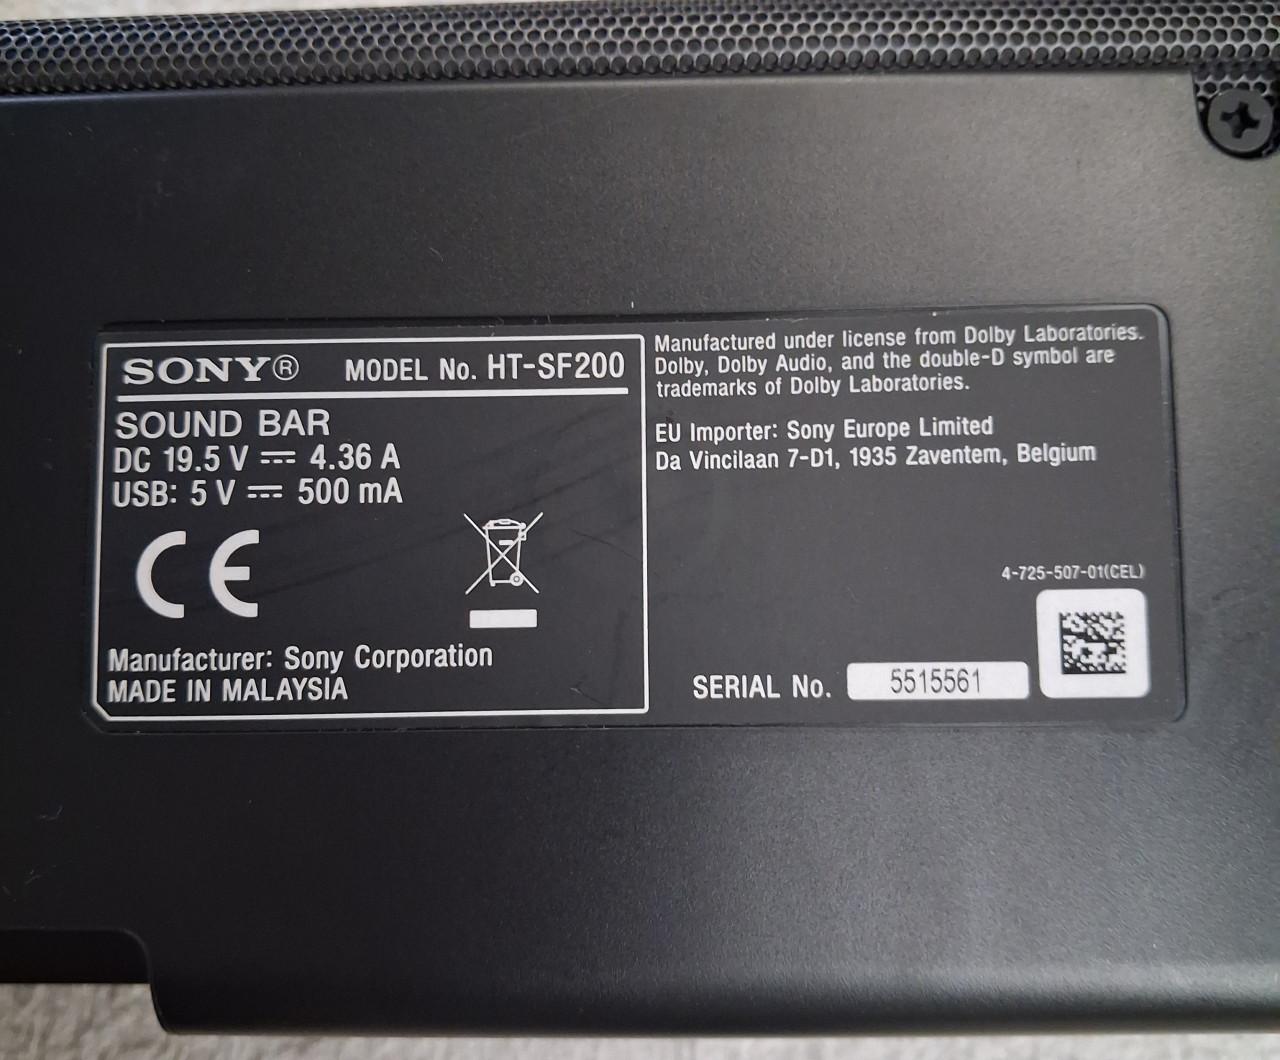 SONY® MODEL No. HT-SF200
SOUND BAR
DC 19.5 V ⎓ 4.36 A
USB: 5 V ⎓ 500 mA
CE
Manufacturer: Sony Corporation
MADE IN MALAYSIA
Manufactured under license from Dolby Laboratories.
Dolby, Dolby Audio, and the double-D symbol are
trademarks of Dolby Laboratories.
EU Importer: Sony Europe Limited
Da Vincilaan 7-D1, 1935 Zaventem, Belgium
4-725-507-01(CEL)
SERIAL No. 5515561